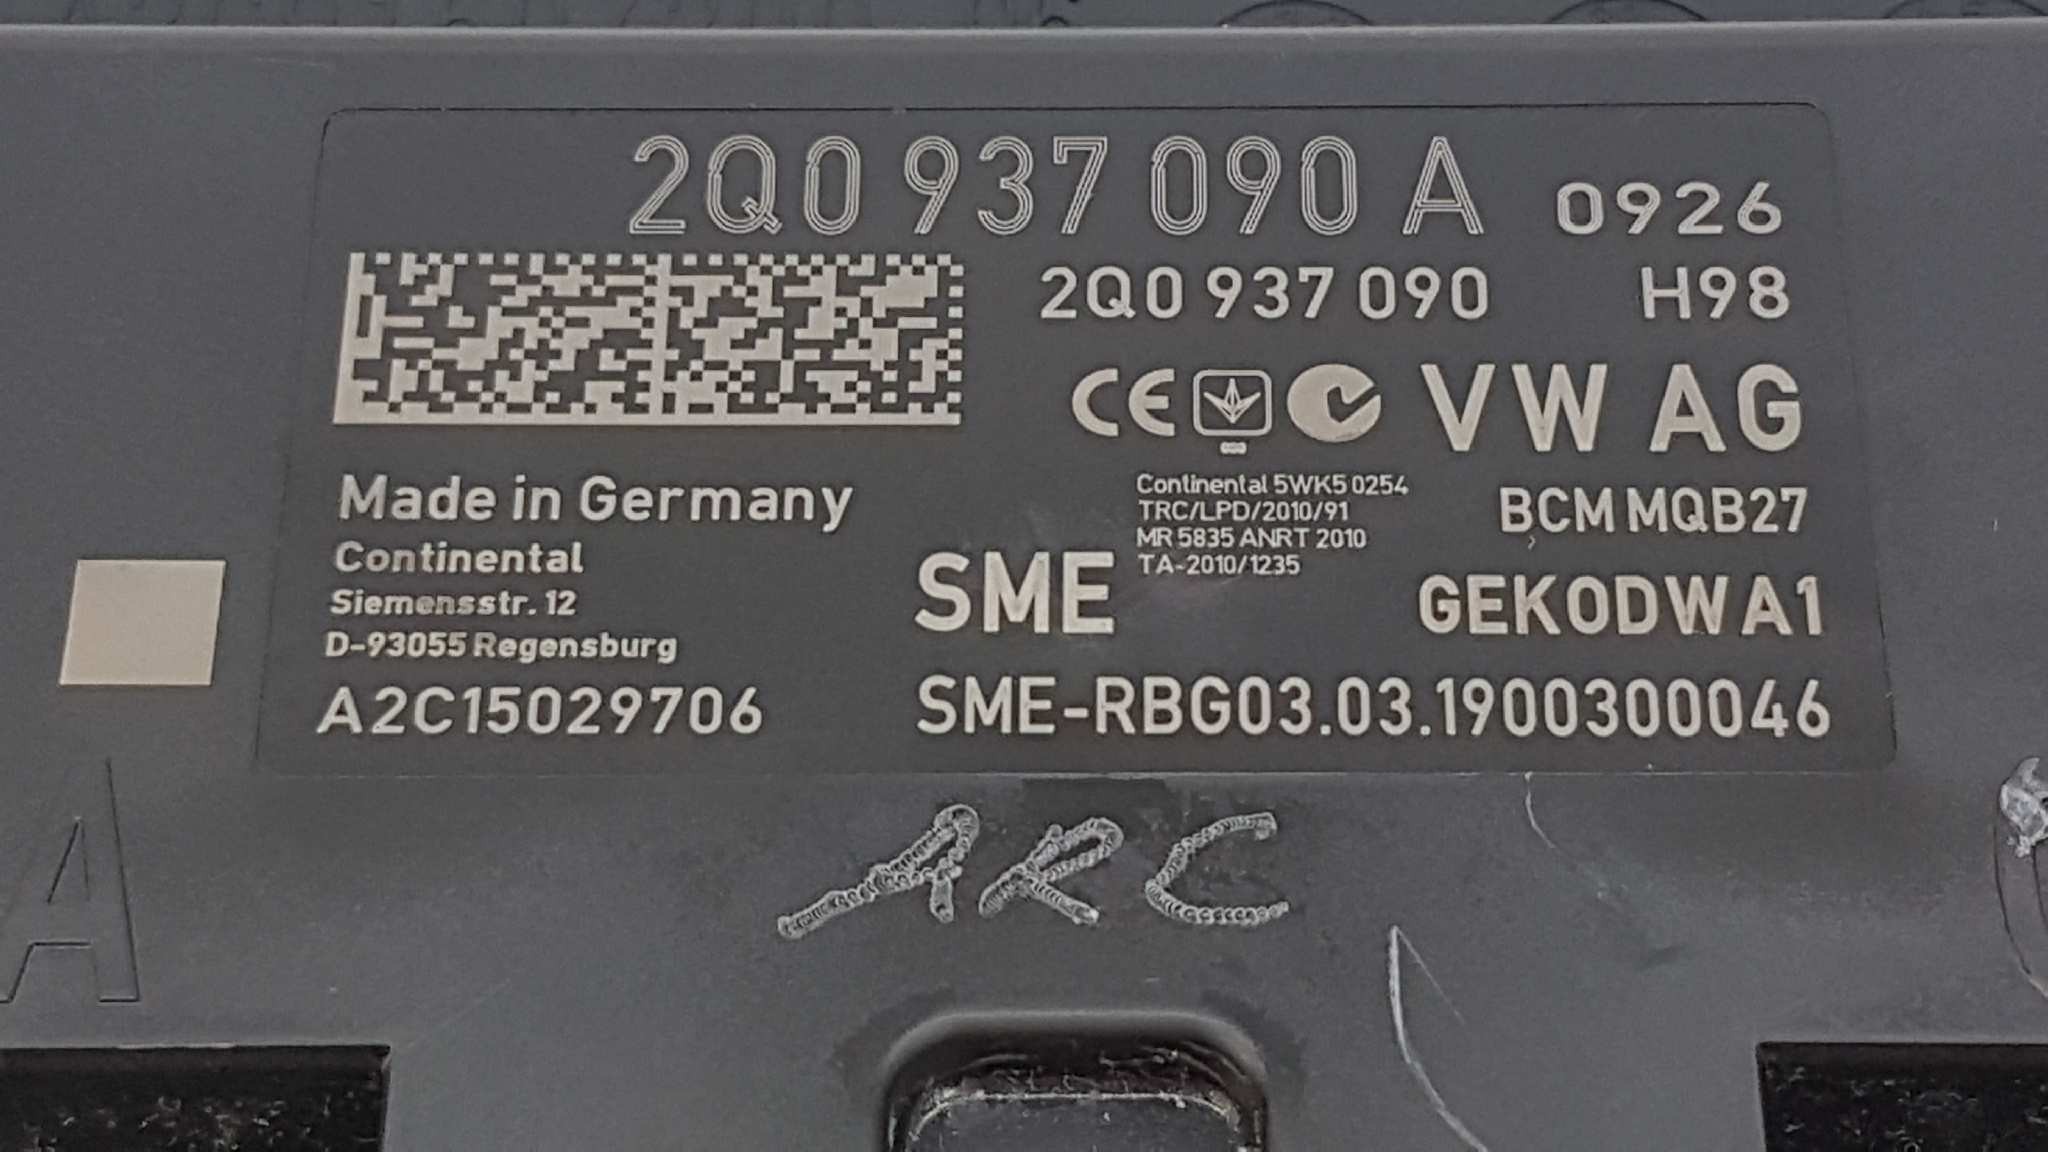 2Q0 937 090 A 0926
2Q0 937 090 H98
CE VW AG
Made in Germany
Continental
Siemensstr. 12
D-93055 Regensburg
A2C15029706
Continental 5WK5 0254
TRC/LPD/2010/91
MR 5835 ANRT 2010
TA-2010/1235
BCM MQB27
SME GEK0DWA1
SME-RBG03.03.1900300046
ARC
A